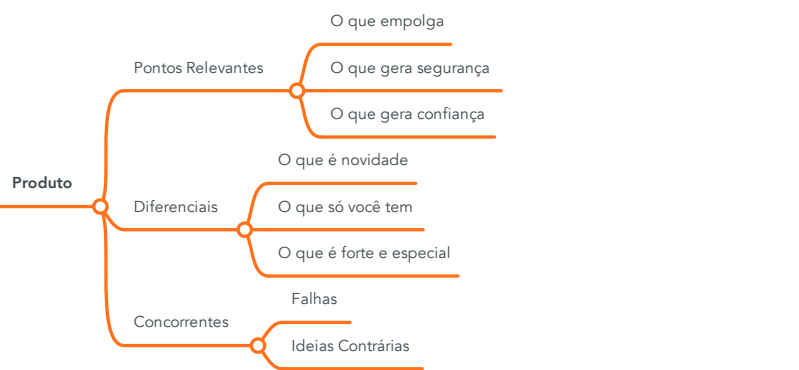 Produto
Pontos Relevantes
O que empolga
O que gera segurança
O que gera confiança
Diferenciais
O que é novidade
O que só você tem
O que é forte e especial
Concorrentes
Falhas
Ideias Contrárias